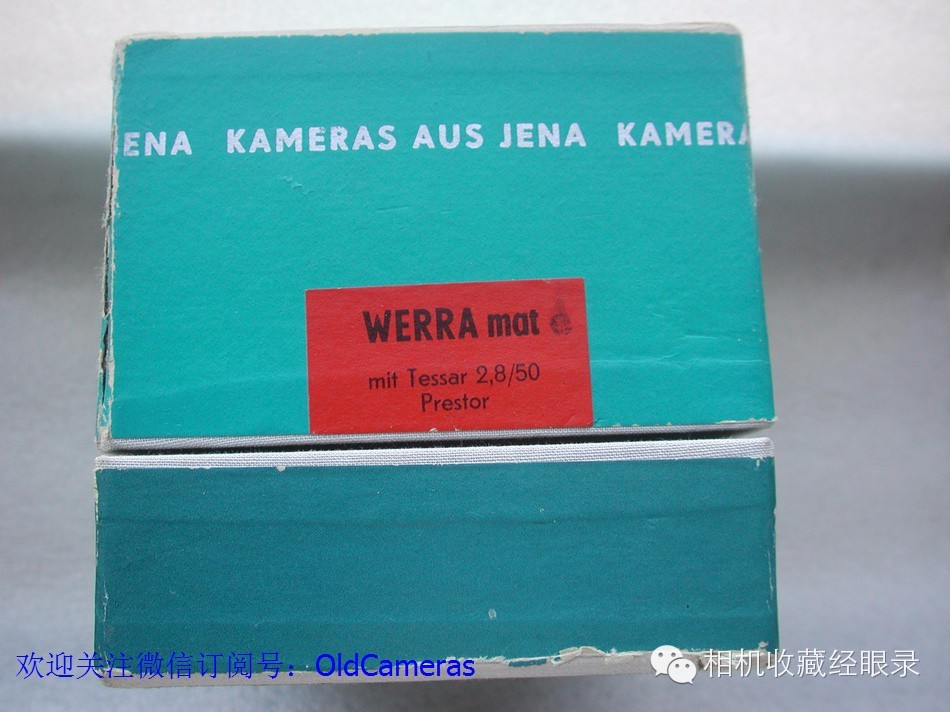 ENA KAMERAS AUS JENA KAMERA
WERRA mat e
mit Tessar 2,8/50
Prestor
欢迎关注微信订阅号：OldCameras
相机收藏经眼录